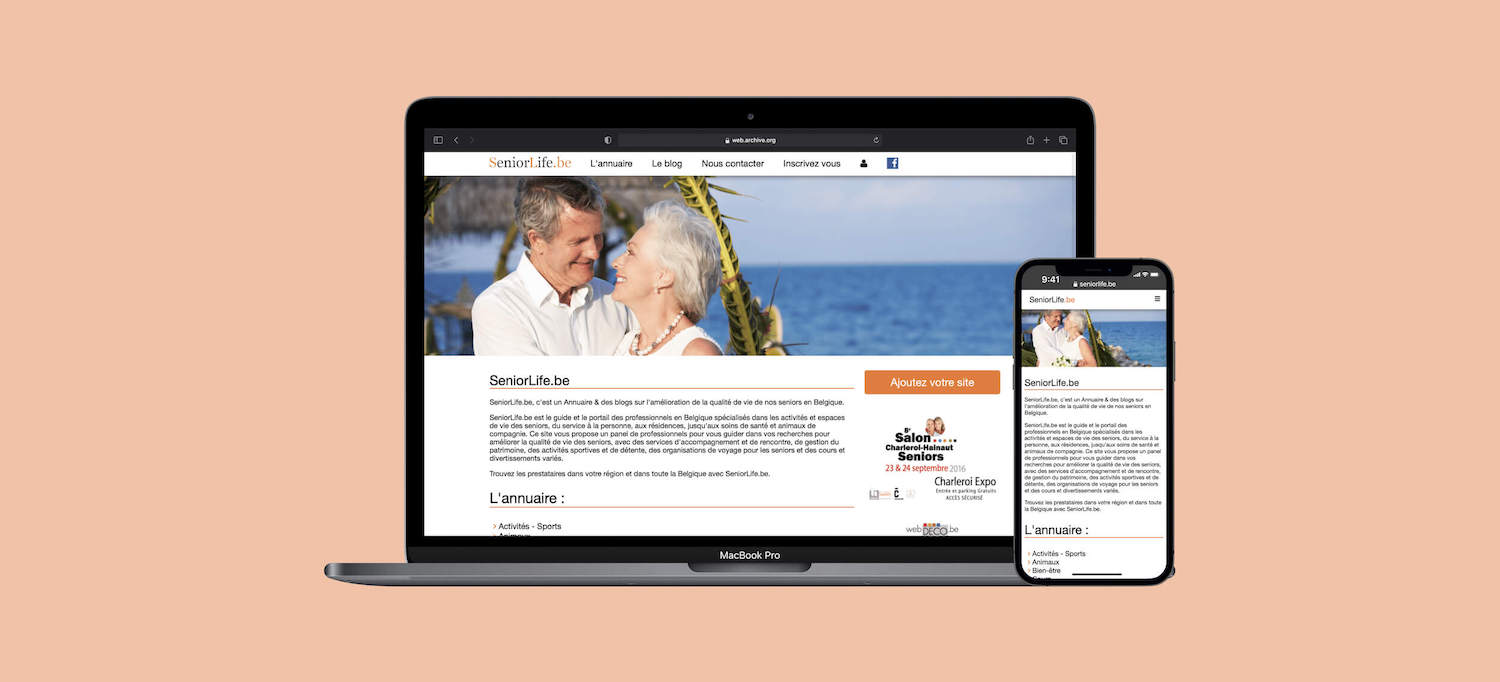 web.archive.org
SeniorLife.be
L'annuaire
Le blog
Nous contacter
Inscrivez vous
SeniorLife.be
SeniorLife.be, c'est un Annuaire & des blogs sur l'amélioration de la qualité de vie de nos seniors en Belgique.
SeniorLife.be est le guide et le portail des professionnels en Belgique spécialisés dans les activités et espaces
de vie des seniors, du service à la personne, aux résidences, jusqu'aux soins de santé et animaux de
compagnie. Ce site vous propose un panel de professionnels pour vous guider dans vos recherches pour
améliorer la qualité de vie des seniors, avec des services d'accompagnement et de rencontre, de gestion du
patrimoine, des activités sportives et de détente, des organisations de voyage pour les seniors et des cours et
divertissements variés.
Trouvez les prestataires dans votre région et dans toute la Belgique avec SeniorLife.be.
L'annuaire :
› Activités - Sports
› Animaux
Ajoutez votre site
8e
Salon
Charleroi-Hainaut
Seniors
23 & 24 septembre 2016
Charleroi Expo
Entrée et parking Gratuits
ACCÈS SÉCURISÉ
webDECO.be
MacBook Pro
9:41
seniorlife.be
SeniorLife.be
SeniorLife.be
SeniorLife.be, c'est un Annuaire & des blogs sur
l'amélioration de la qualité de vie de nos seniors en
Belgique.
SeniorLife.be est le guide et le portail des
professionnels en Belgique spécialisés dans les
activités et espaces de vie des seniors, du service à la
personne, aux résidences, jusqu'aux soins de santé et
animaux de compagnie. Ce site vous propose un panel
de professionnels pour vous guider dans vos
recherches pour améliorer la qualité de vie des seniors,
avec des services d'accompagnement et de rencontre,
de gestion du patrimoine, des activités sportives et de
détente, des organisations de voyage pour les seniors
et des cours et divertissements variés.
Trouvez les prestataires dans votre région et dans toute
la Belgique avec SeniorLife.be.
L'annuaire :
› Activités - Sports
› Animaux
› Bien-être
› Cours